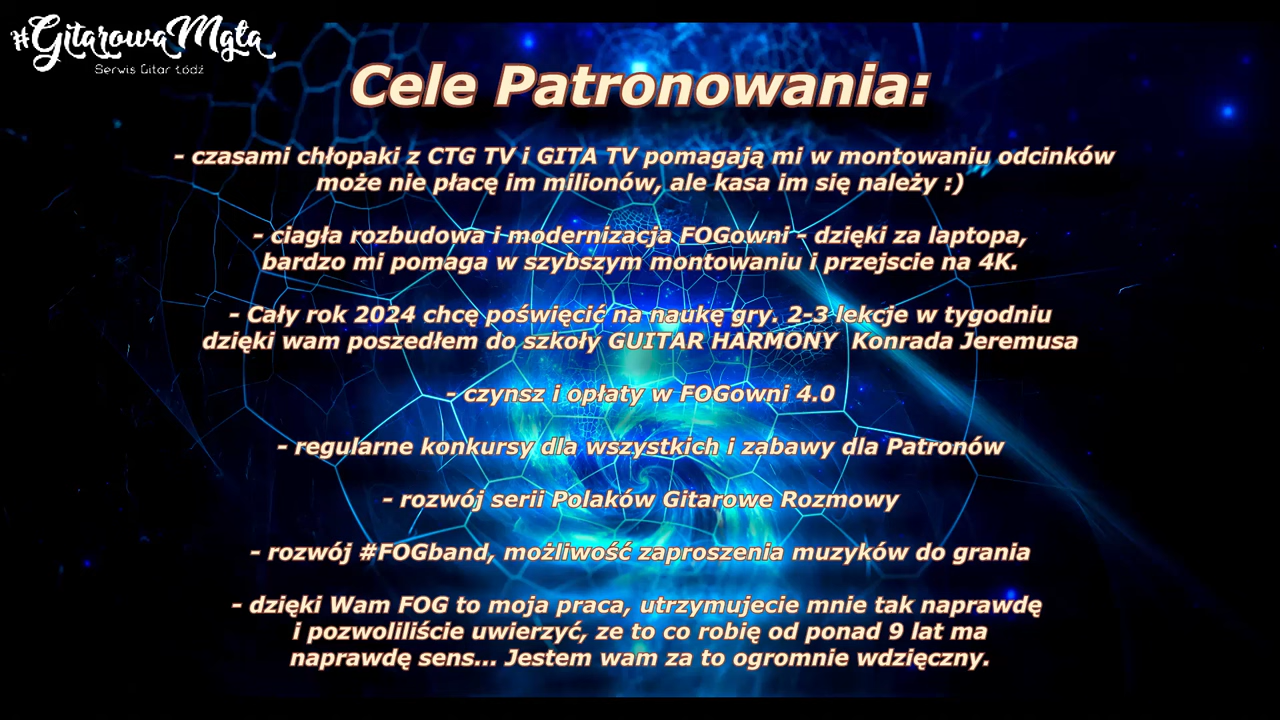 #GitarowaMgła
Serwis Gitar Łódź
Cele Patronowania:
- czasami chłopaki z CTG TV i GITA TV pomagają mi w montowaniu odcinków
może nie płacę im milionów, ale kasa im się należy :)
- ciagła rozbudowa i modernizacja FOGowni - dzięki za laptopa,
bardzo mi pomaga w szybszym montowaniu i przejscie na 4K.
- Cały rok 2024 chcę poświęcić na naukę gry. 2-3 lekcje w tygodniu
dzięki wam poszedłem do szkoły GUITAR HARMONY Konrada Jeremusa
- czynsz i opłaty w FOGowni 4.0
- regularne konkursy dla wszystkich i zabawy dla Patronów
- rozwój serii Polaków Gitarowe Rozmowy
- rozwój #FOGband, możliwość zaproszenia muzyków do grania
- dzięki Wam FOG to moja praca, utrzymujecie mnie tak naprawdę
i pozwoliliście uwierzyć, ze to co robię od ponad 9 lat ma
naprawdę sens... Jestem wam za to ogromnie wdzięczny.